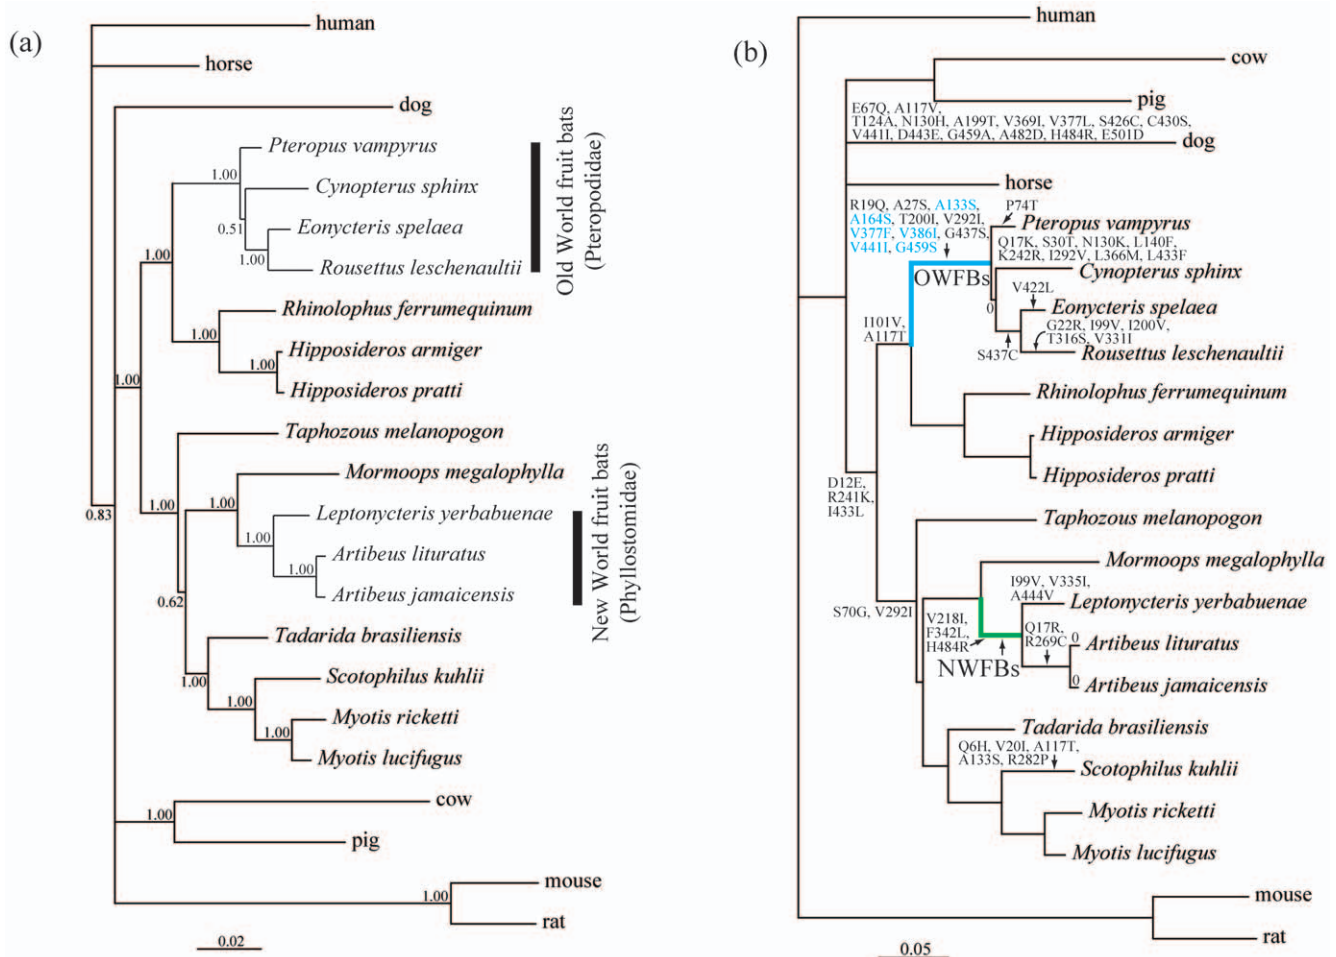 (a)
human
horse
dog
Pteropus vampyrus
1.00
Cynopterus sphinx
0.51
Eonycteris spelaea
1.00
Rousettus leschenaultii
Old World fruit bats
(Pteropodidae)
1.00
Rhinolophus ferrumequinum
1.00
Hipposideros armiger
1.00
Hipposideros pratti
1.00
Taphozous melanopogon
Mormoops megalophylla
1.00
1.00
Leptonycteris yerbabuenae
1.00
Artibeus lituratus
1.00
Artibeus jamaicensis
New World fruit bats
(Phyllostomidae)
0.83
0.62
Tadarida brasiliensis
1.00
Scotophilus kuhlii
1.00
Myotis ricketti
1.00
Myotis lucifugus
cow
1.00
pig
mouse
1.00
rat
0.02
(b)
human
cow
pig
E67Q, A117V,
T124A, N130H, A199T, V369I, V377L, S426C, C430S,
V441I, D443E, G459A, A482D, H484R, E501D
dog
horse
R19Q, A27S, A133S,
A164S, T200I, V292I,
V377F, V386I, G437S,
V441I, G459S
OWFBs
P74T
Pteropus vampyrus
Q17K, S30T, N130K, L140F,
K242R, I292V, L366M, L433F
Cynopterus sphinx
0
V422L
Eonycteris spelaea
G22R, I99V, I200V,
T316S, V331I
S437C
Rousettus leschenaultii
I101V,
A117T
Rhinolophus ferrumequinum
Hipposideros armiger
Hipposideros pratti
D12E,
R241K,
I433L
Taphozous melanopogon
Mormoops megalophylla
I99V, V335I,
A444V
Leptonycteris yerbabuenae
S70G, V292I
V218I,
F342L,
H484R
NWFBs
Q17R,
R269C
0
Artibeus lituratus
0
Artibeus jamaicensis
Tadarida brasiliensis
Q6H, V20I, A117T,
A133S, R282P
Scotophilus kuhlii
Myotis ricketti
Myotis lucifugus
mouse
rat
0.05